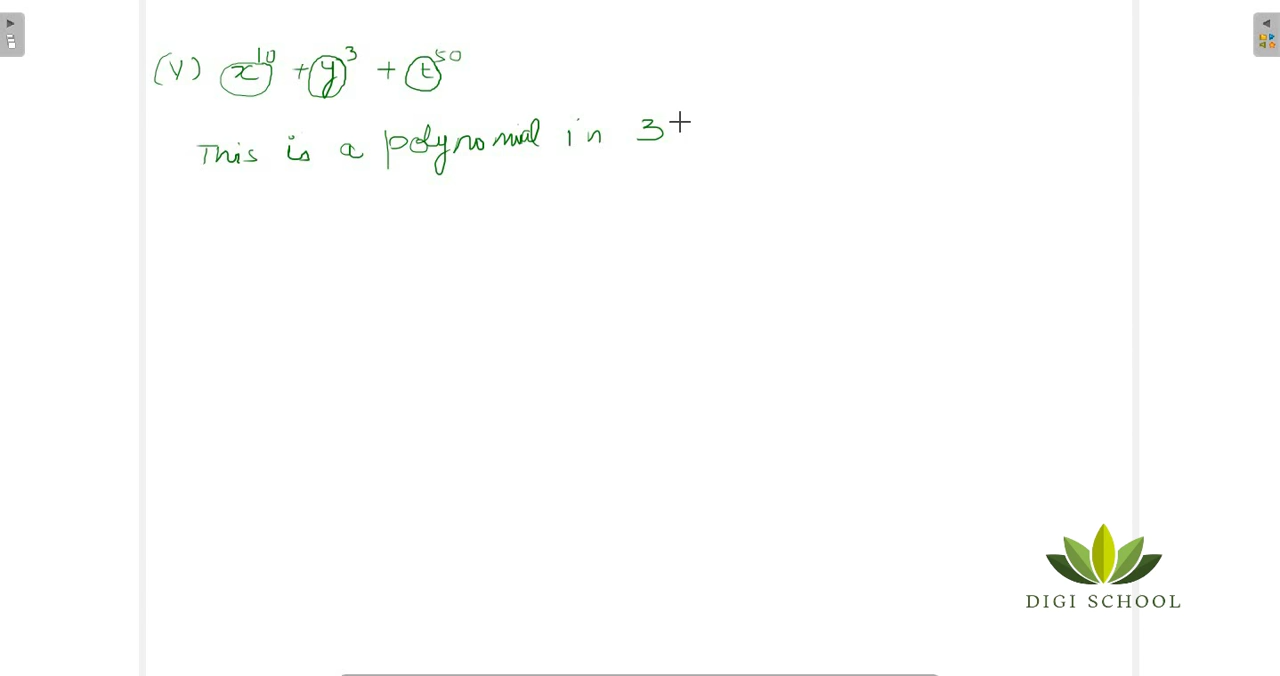 (V) x^10 + y^3 + t^50
This is a polynomial in 3
DIGI SCHOOL